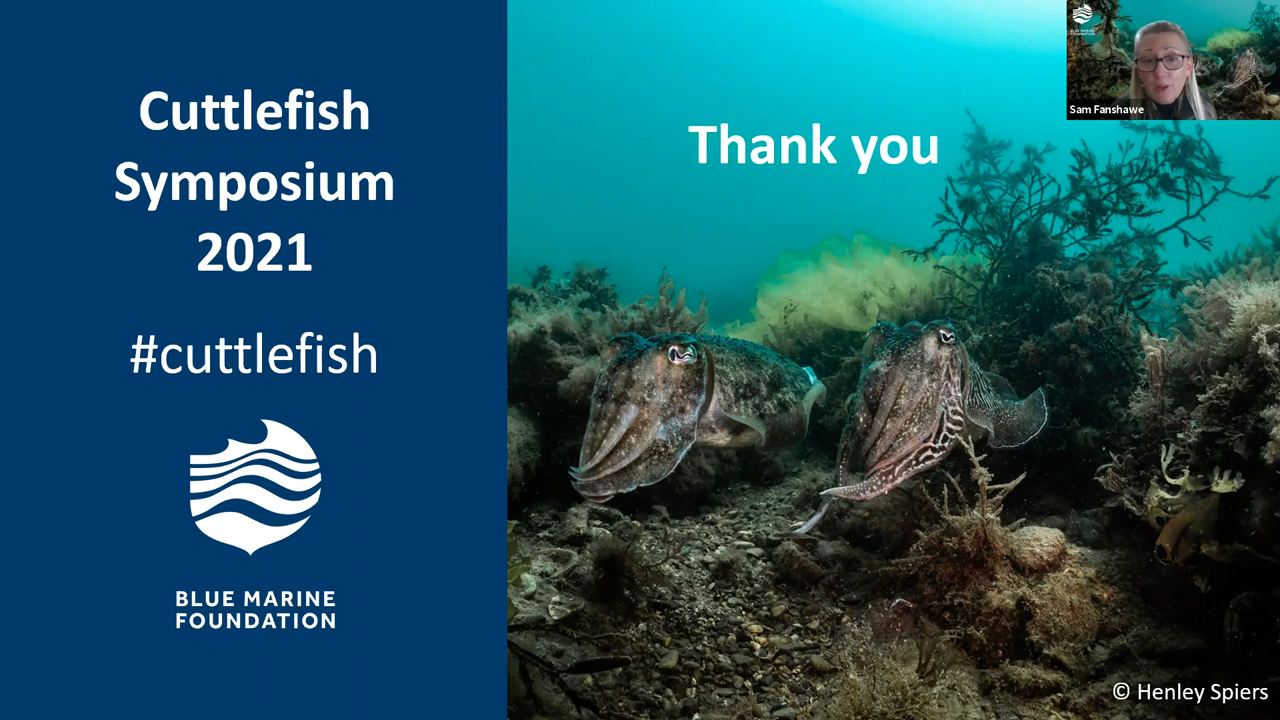 Cuttlefish
Symposium
2021
#cuttlefish
BLUE MARINE
FOUNDATION
Thank you
Sam Fanshawe
© Henley Spiers